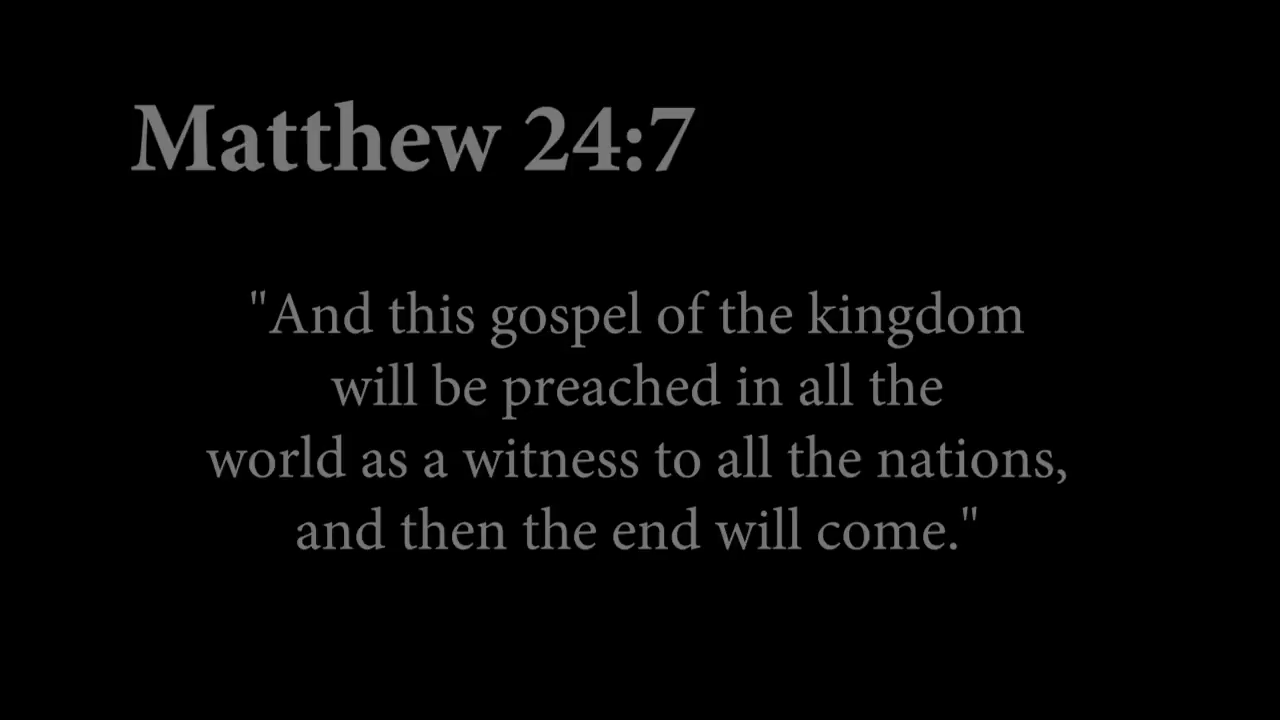 Matthew 24:7
"And this gospel of the kingdom
will be preached in all the
world as a witness to all the nations,
and then the end will come."